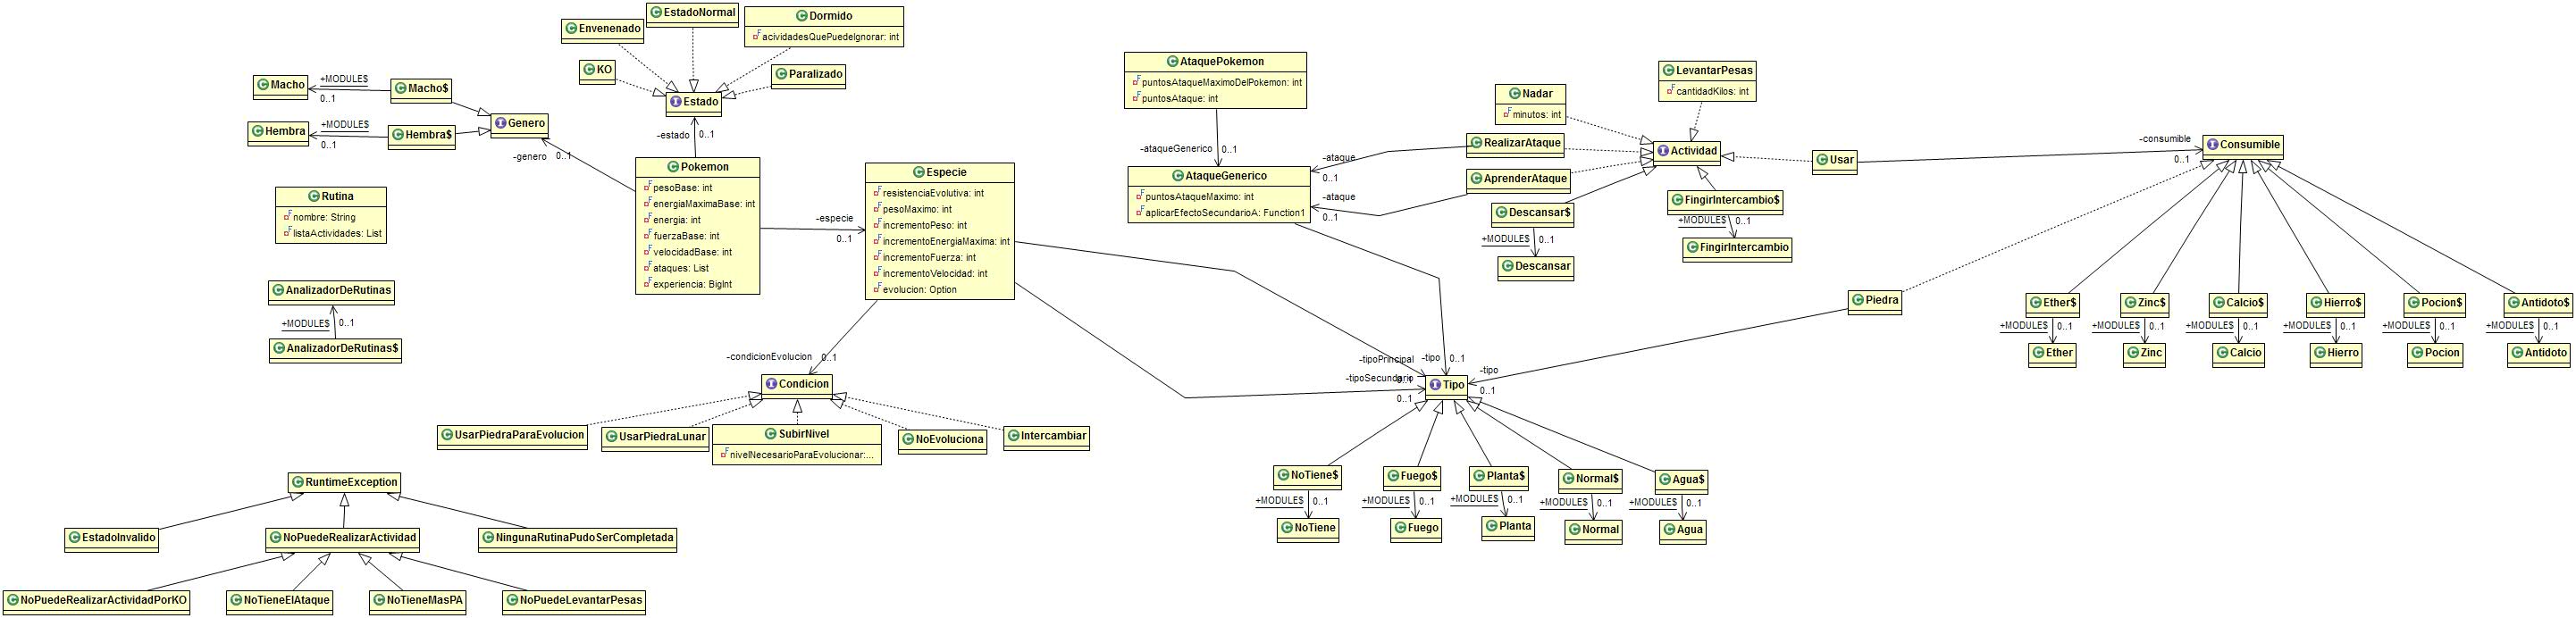 EstadoNormal
Dormido
acividadesQuePuedeIgnorar: int
Envenenado
KO
Paralizado
Estado
-estado
0..1
Macho
+MODULE$
0..1
Macho$
Hembra
+MODULE$
0..1
Hembra$
Genero
-genero
0..1
Rutina
nombre: String
listaActividades: List
AnalizadorDeRutinas
+MODULE$
0..1
AnalizadorDeRutinas$
Pokemon
pesoBase: int
energiaMaximaBase: int
energia: int
fuerzaBase: int
velocidadBase: int
ataques: List
experiencia: BigInt
-especie
0..1
Especie
resistenciaEvolutiva: int
pesoMaximo: int
incrementoPeso: int
incrementoEnergiaMaxima: int
incrementoFuerza: int
incrementoVelocidad: int
evolucion: Option
-condicionEvolucion
0..1
Condicion
UsarPiedraParaEvolucion
UsarPiedraLunar
SubirNivel
nivelNecesarioParaEvolucionar:...
NoEvoluciona
Intercambiar
AtaquePokemon
puntosAtaqueMaximoDelPokemon: int
puntosAtaque: int
-ataqueGenerico
0..1
AtaqueGenerico
puntosAtaqueMaximo: int
aplicarEfectoSecundarioA: Function1
-ataque
0..1
-ataque
0..1
LevantarPesas
cantidadKilos: int
Nadar
minutos: int
RealizarAtaque
AprenderAtaque
Actividad
Usar
Descansar$
+MODULE$
0..1
Descansar
FingirIntercambio$
+MODULE$
0..1
FingirIntercambio
-consumible
0..1
Consumible
Piedra
Ether$
Zinc$
Calcio$
Hierro$
Pocion$
Antidoto$
+MODULE$
0..1
+MODULE$
0..1
+MODULE$
0..1
+MODULE$
0..1
+MODULE$
0..1
+MODULE$
0..1
Ether
Zinc
Calcio
Hierro
Pocion
Antidoto
-tipoPrincipal
0..1
-tipo
0..1
-tipo
0..1
-tipoSecundario
0..1
Tipo
NoTiene$
Fuego$
Planta$
Normal$
Agua$
+MODULE$
0..1
+MODULE$
0..1
+MODULE$
0..1
+MODULE$
0..1
+MODULE$
0..1
NoTiene
Fuego
Planta
Normal
Agua
RuntimeException
EstadoInvalido
NoPuedeRealizarActividad
NingunaRutinaPudoSerCompletada
NoPuedeRealizarActividadPorKO
NoTieneElAtaque
NoTieneMasPA
NoPuedeLevantarPesas